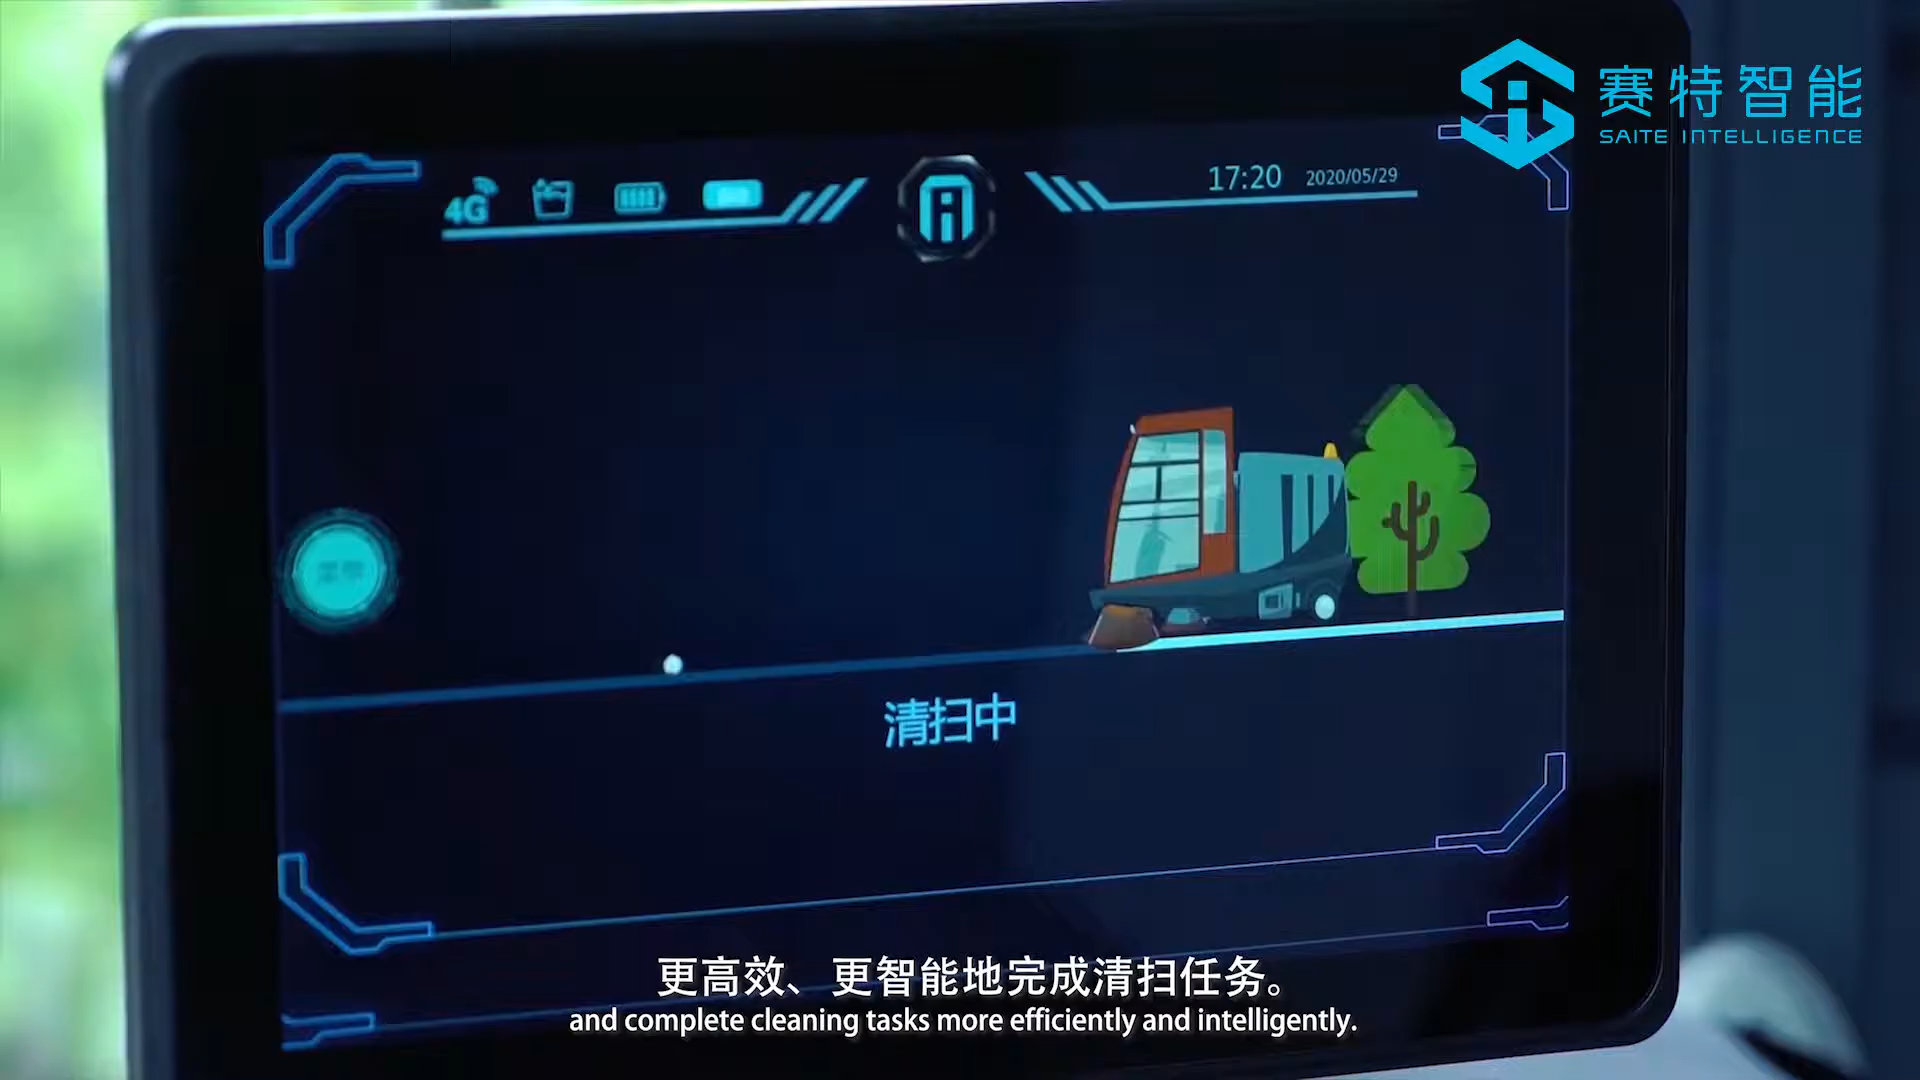 赛特智能
SAITE INTELLIGENCE
4G
17:20 2020/05/29
清扫中
更高效、更智能地完成清扫任务。
and complete cleaning tasks more efficiently and intelligently.